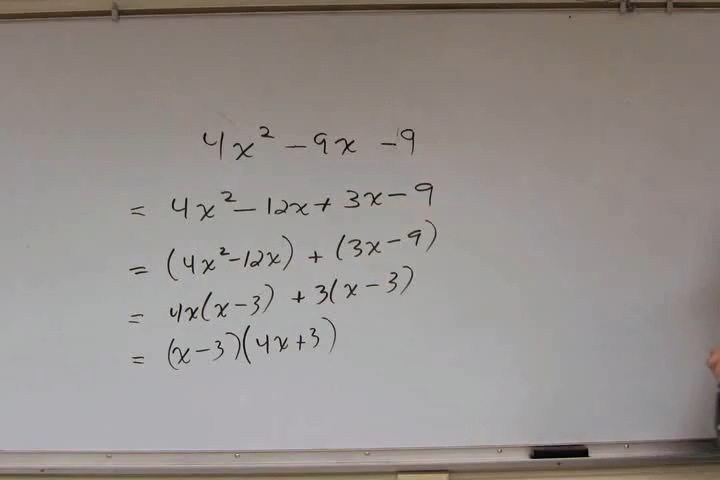 4x² - 9x - 9
= 4x² - 12x + 3x - 9
= (4x² - 12x) + (3x - 9)
= 4x(x - 3) + 3(x - 3)
= (x - 3)(4x + 3)